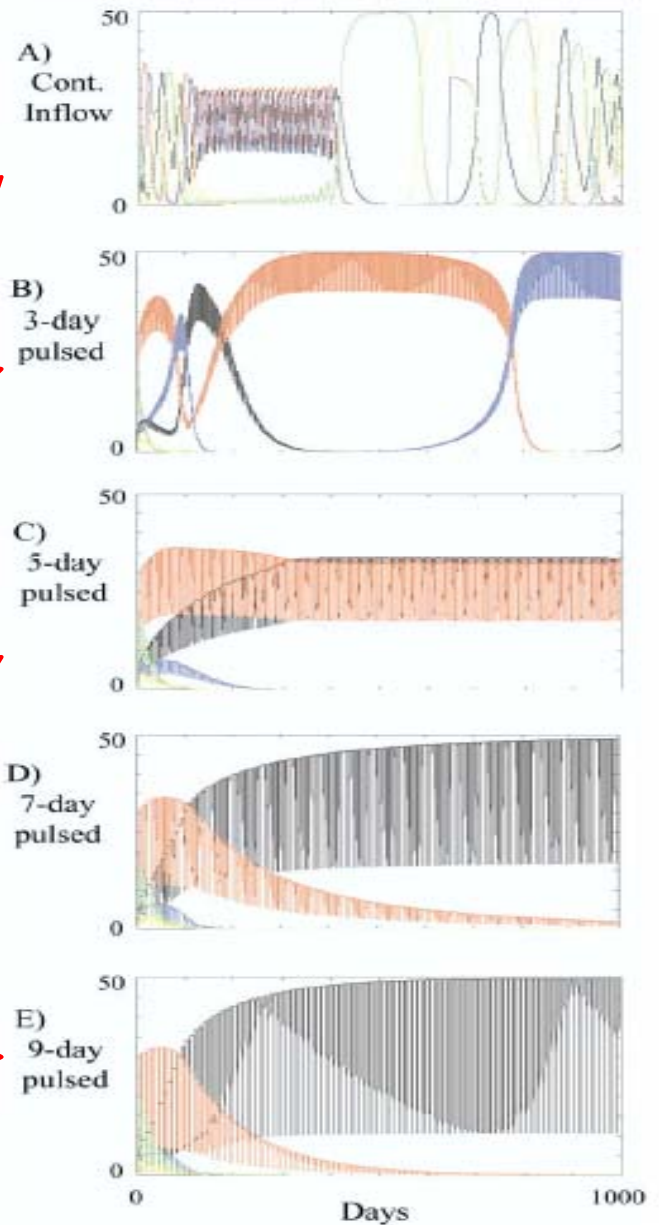 50
A)
Cont.
Inflow
0
50
B)
3-day
pulsed
0
50
C)
5-day
pulsed
0
50
D)
7-day
pulsed
0
50
E)
9-day
pulsed
0
0 1000
Days